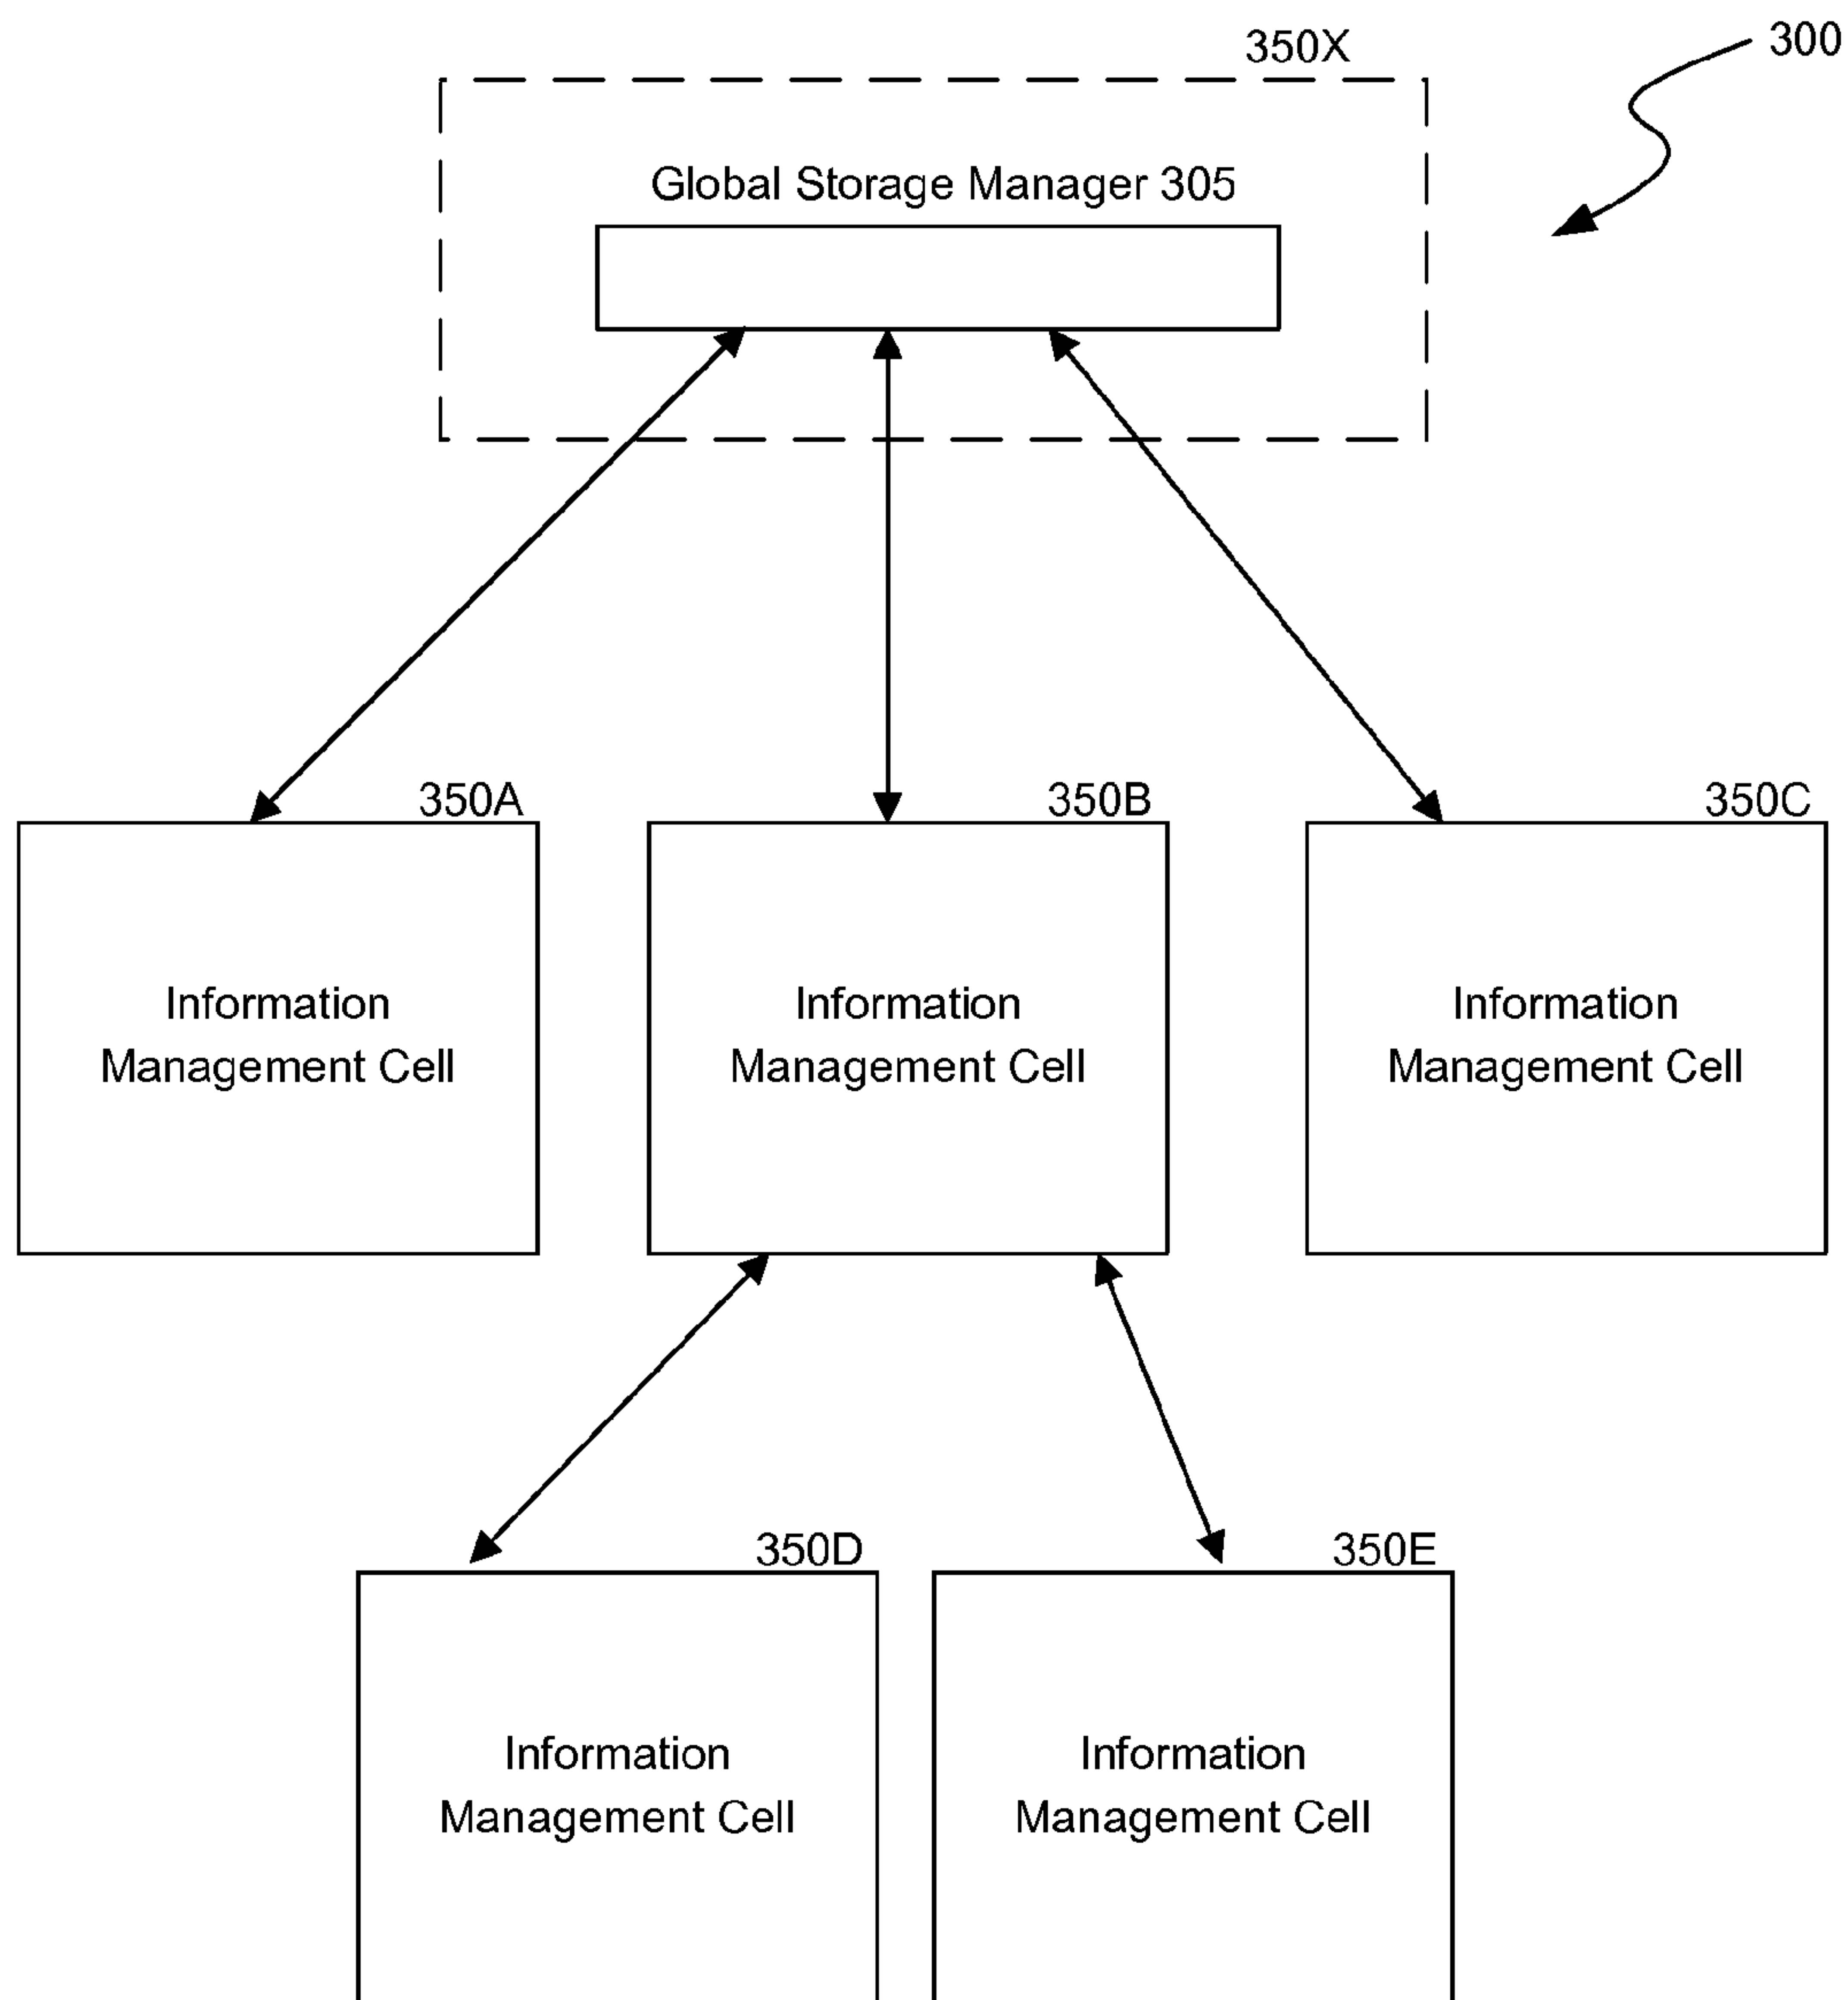 350X
300
Global Storage Manager 305
350A
350B
350C
Information
Management Cell
Information
Management Cell
Information
Management Cell
350D
350E
Information
Management Cell
Information
Management Cell